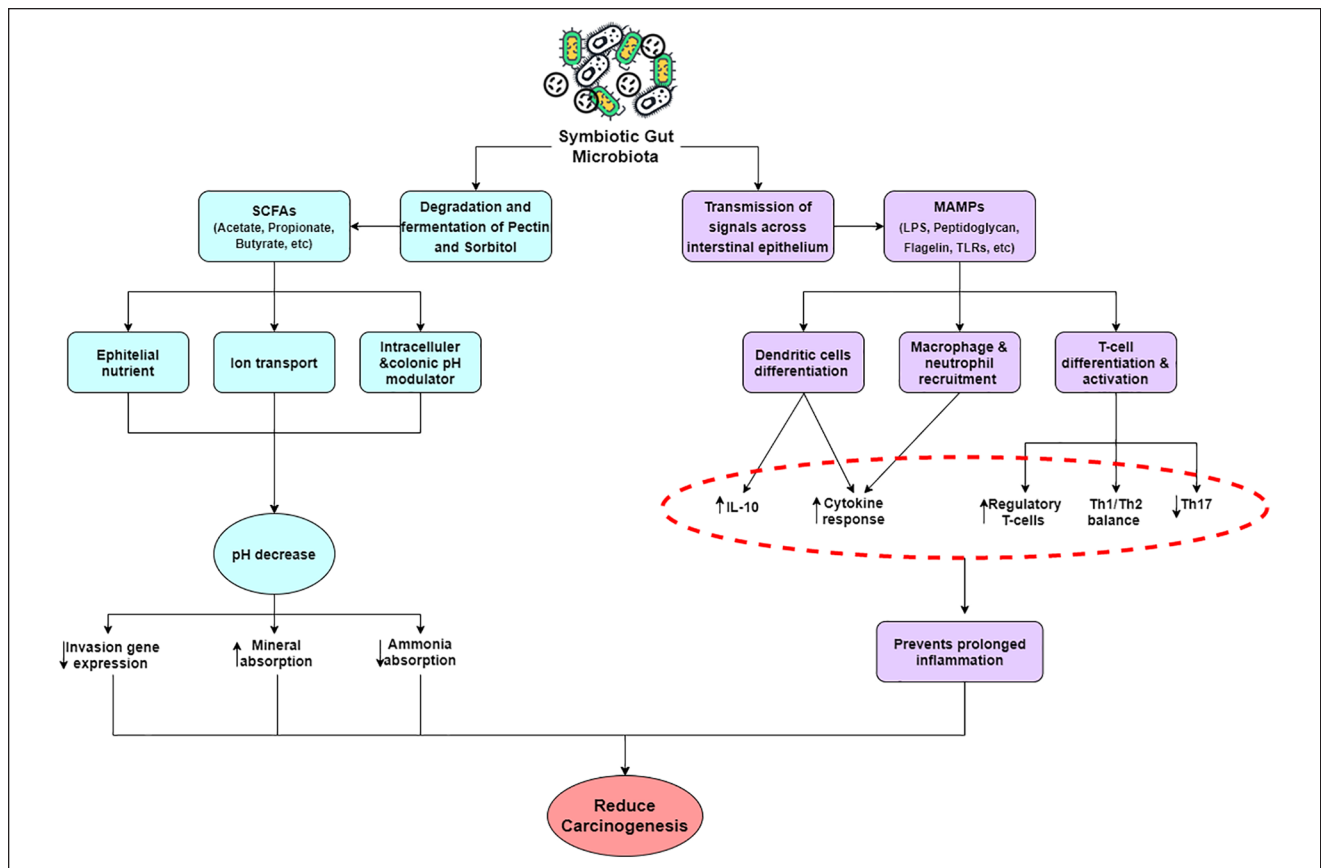 Symbiotic Gut
Microbiota
SCFAs
(Acetate, Propionate,
Butyrate, etc)
Degradation and
fermentation of Pectin
and Sorbitol
Transmission of
signals across
interstinal epithelium
MAMPs
(LPS, Peptidoglycan,
Flagelin, TLRs, etc)
Ephitelial
nutrient
Ion transport
Intracelluler
&colonic pH
modulator
Dendritic cells
differentiation
Macrophage &
neutrophil
recruitment
T-cell
differentiation &
activation
↑IL-10
↑Cytokine
response
↑Regulatory
T-cells
Th1/Th2
balance
↓Th17
pH decrease
↓Invasion gene
expression
↑Mineral
absorption
↓Ammonia
absorption
Prevents prolonged
inflammation
Reduce
Carcinogenesis